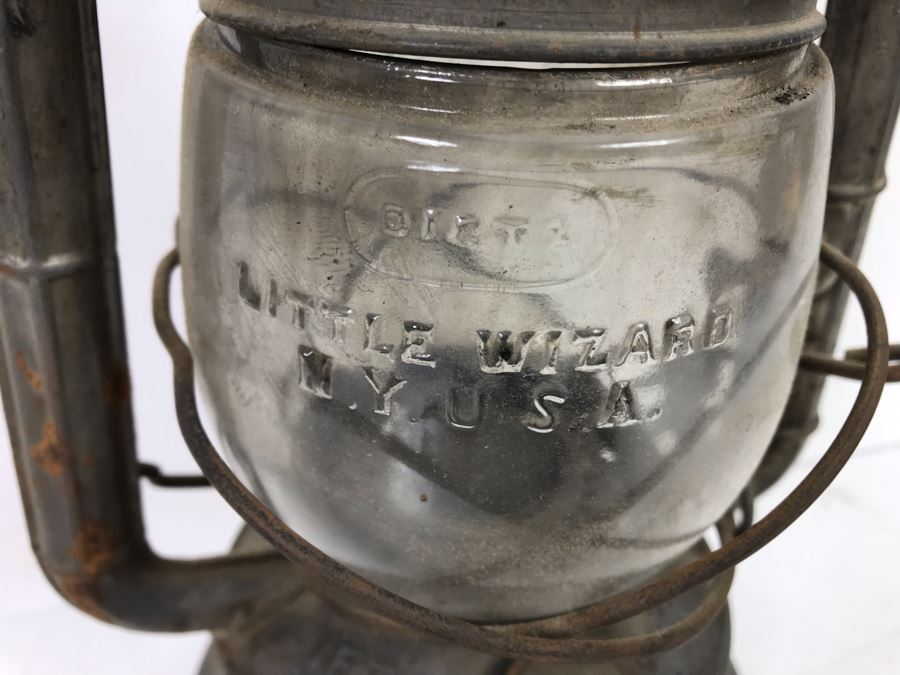 DIETZ
LITTLE WIZARD
N.Y. U.S.A.